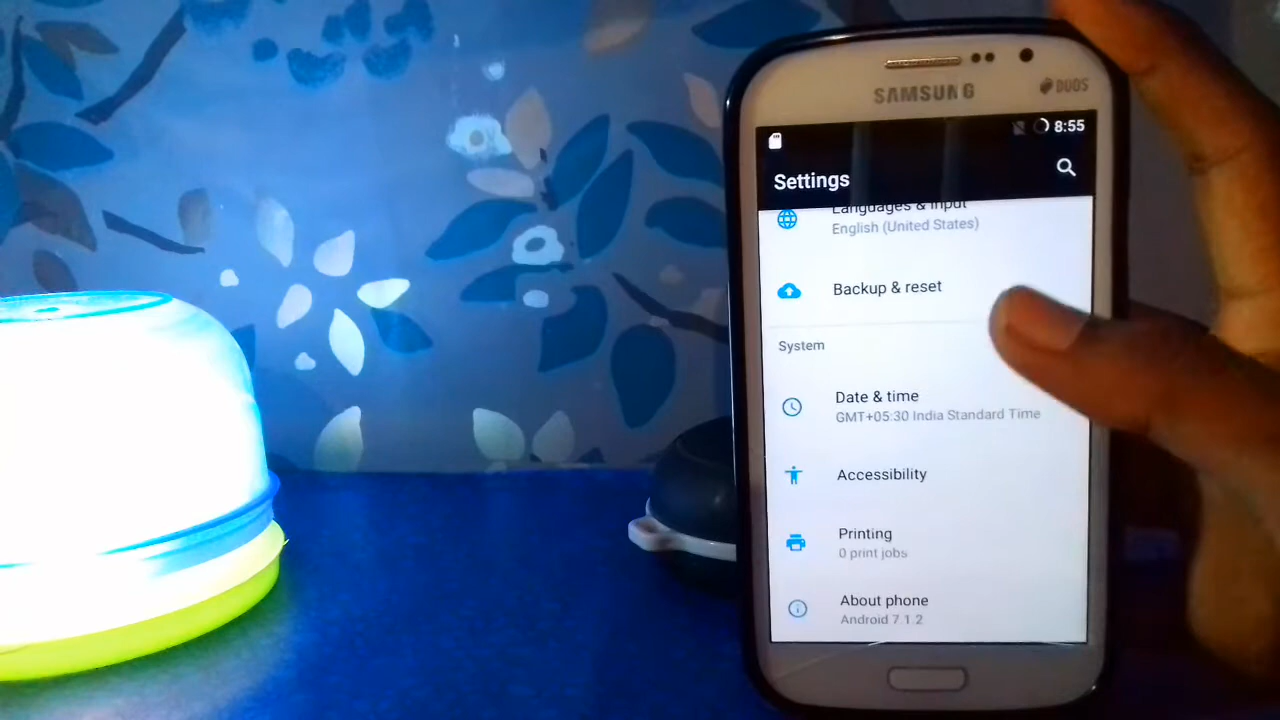 SAMSUNG
DUOS
8:55
Settings
Languages & input
English (United States)
Backup & reset
System
Date & time
GMT+05:30 India Standard Time
Accessibility
Printing
0 print jobs
About phone
Android 7.1.2